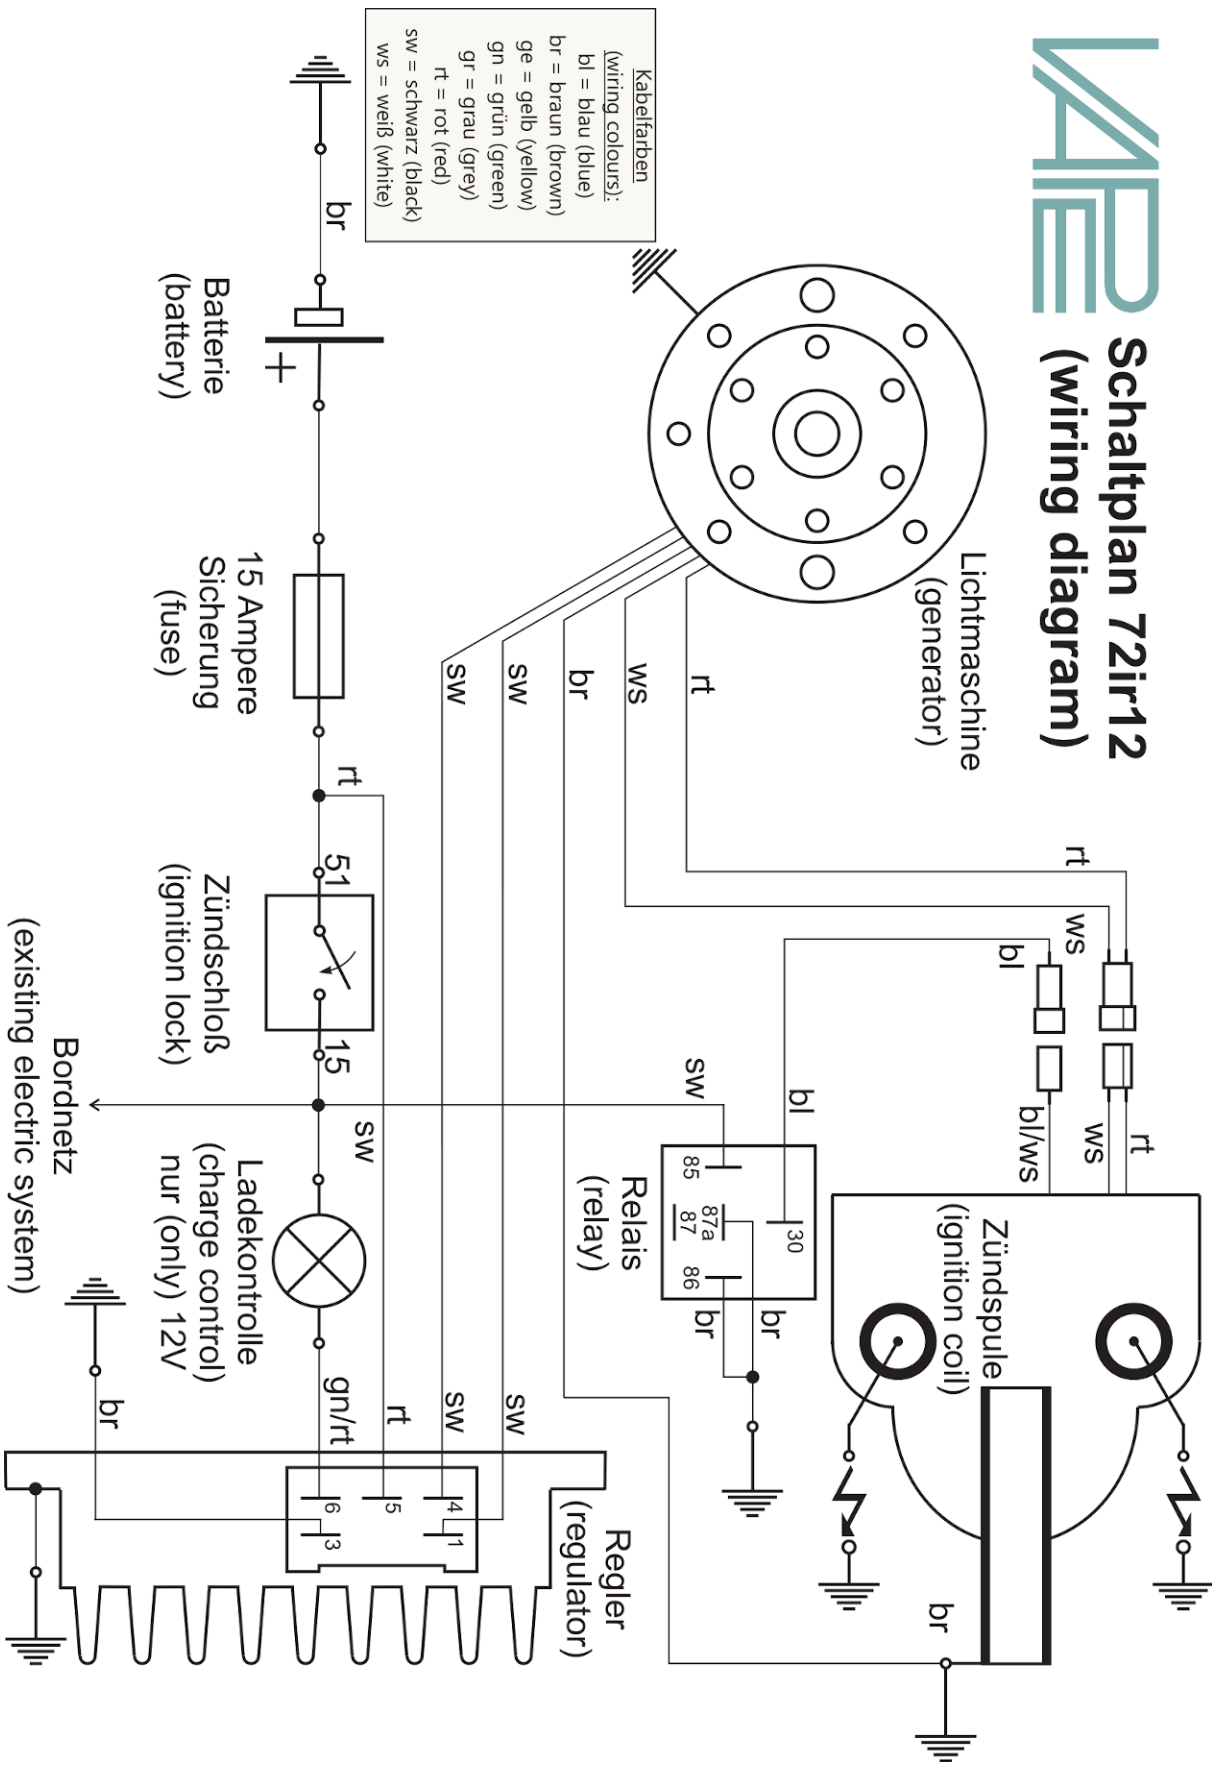 VAPE
Schaltplan 72ir12
(wiring diagram)
Kabelfarben
(wiring colours):
bl = blau (blue)
br = braun (brown)
ge = gelb (yellow)
gn = grün (green)
gr = grau (grey)
rt = rot (red)
sw = schwarz (black)
ws = weiß (white)
Lichtmaschine
(generator)
rt
ws
br
sw
sw
rt
ws
bl
rt
ws
bl/ws
Zündspule
(ignition coil)
br
bl
sw
30
85
87a
87
86
Relais
(relay)
br
br
br
Batterie
(battery)
+
15 Ampere
Sicherung
(fuse)
rt
51
15
Zündschloß
(ignition lock)
sw
Bordnetz
(existing electric system)
Ladekontrolle
(charge control)
nur (only) 12V
gn/rt
rt
sw
sw
br
4
1
5
6
3
Regler
(regulator)